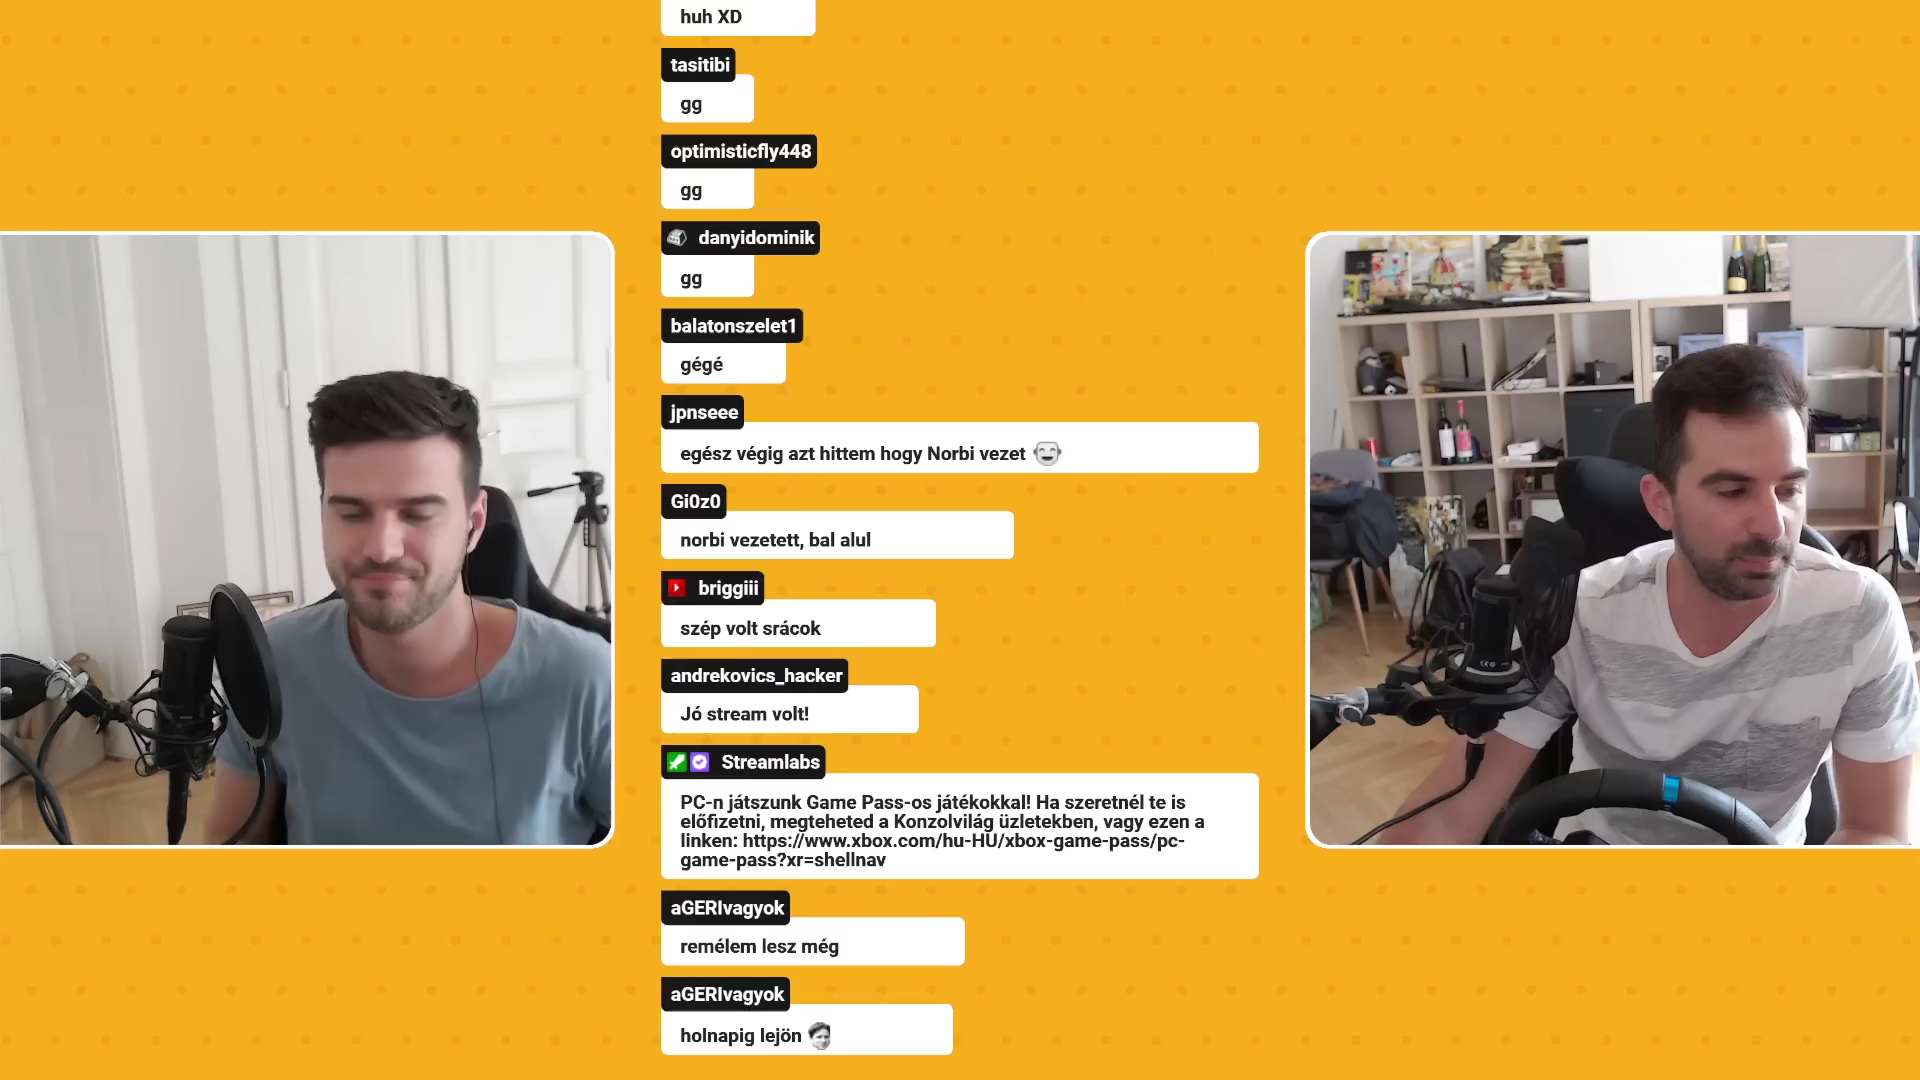 huh XD
tasitibi
gg
optimisticfly448
gg
danyidominik
gg
balatonszelet1
gégé
jpnseee
egész végig azt hittem hogy Norbi vezet
Gi0z0
norbi vezetett, bal alul
briggiii
szép volt srácok
andrekovics_hacker
Jó stream volt!
Streamlabs
PC-n játszunk Game Pass-os játékokkal! Ha szeretnél te is
előfizetni, megteheted a Konzolvilág üzletekben, vagy ezen a
linken: https://www.xbox.com/hu-HU/xbox-game-pass/pc-
game-pass?xr=shellnav
aGERIvagyok
remélem lesz még
aGERIvagyok
holnapig lejön